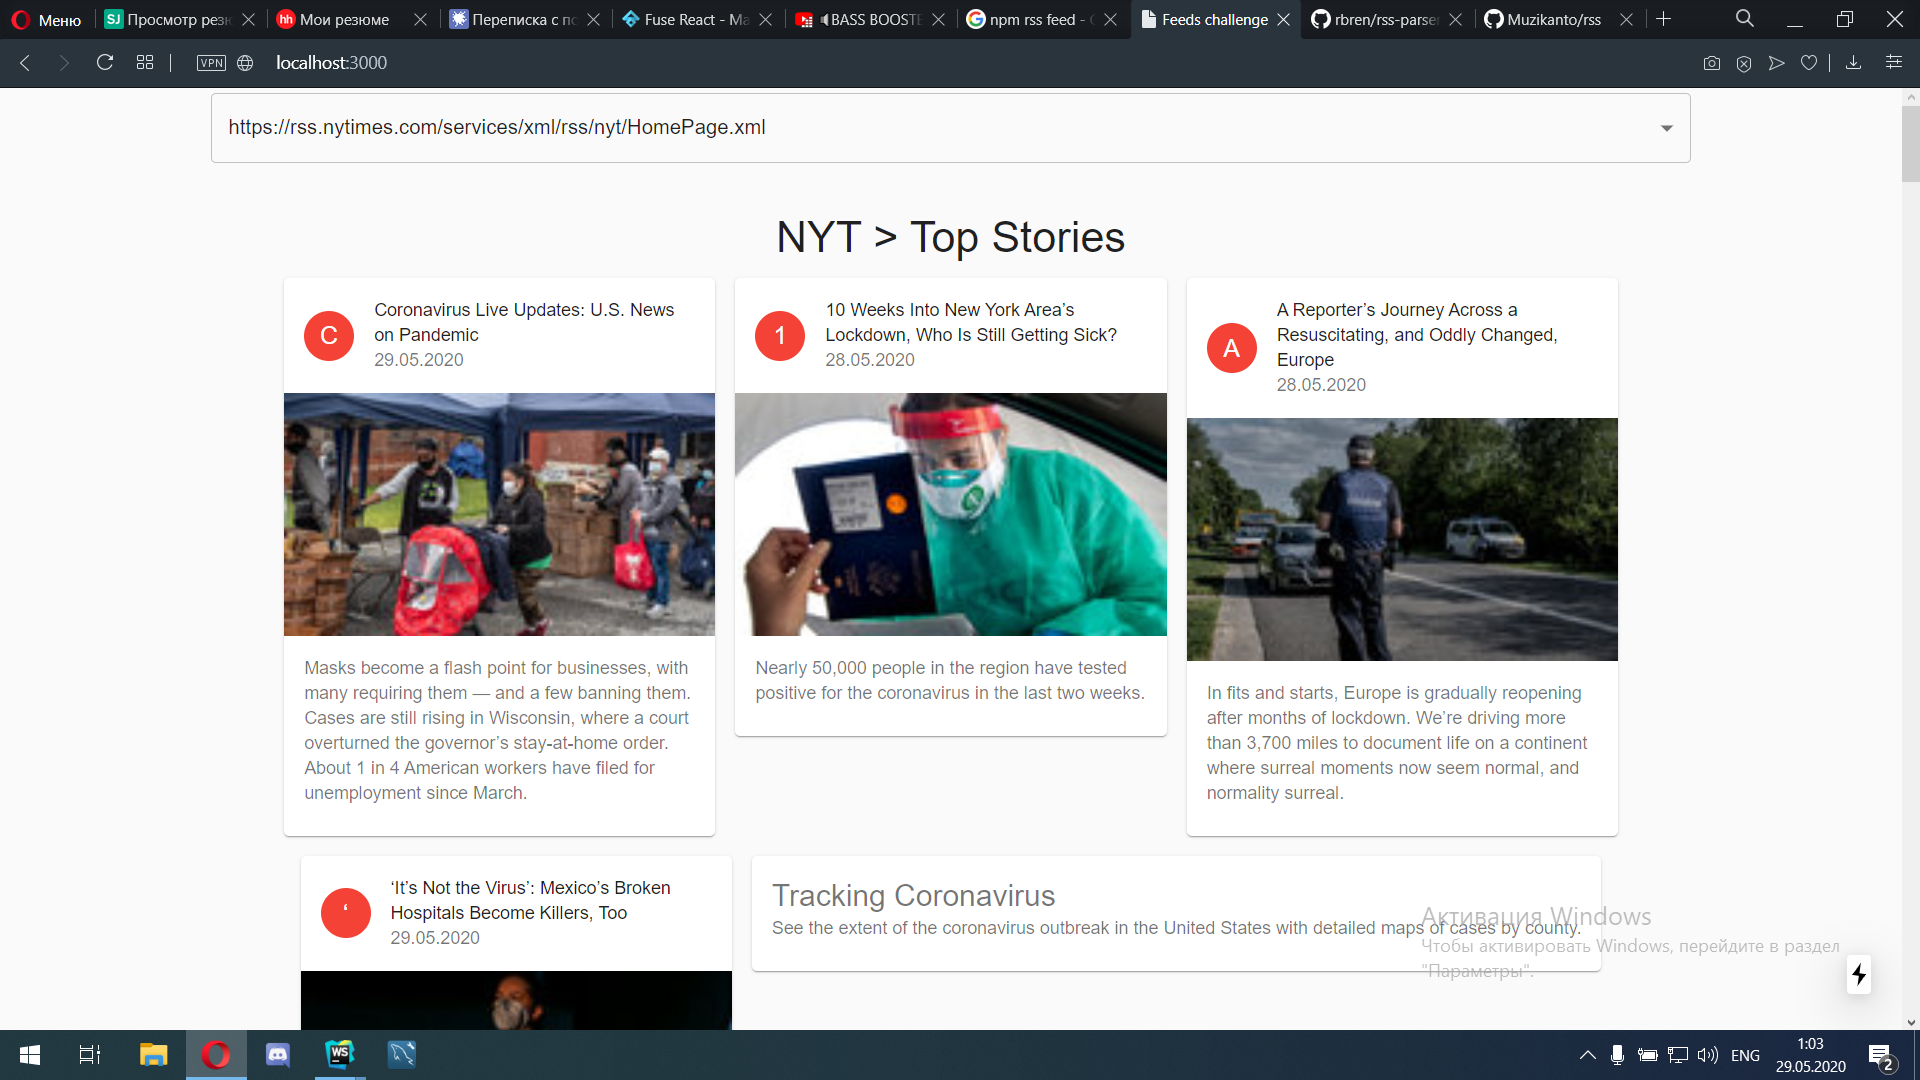 Меню
SJ Просмотр рез
hh Мои резюме
Переписка с по
Fuse React - Ma
BASS BOOSTE
npm rss feed -
Feeds challenge
rbren/rss-parse
Muzikanto/rss
VPN
localhost:3000
https://rss.nytimes.com/services/xml/rss/nyt/HomePage.xml
NYT > Top Stories
C
Coronavirus Live Updates: U.S. News
on Pandemic
29.05.2020
Masks become a flash point for businesses, with
many requiring them — and a few banning them.
Cases are still rising in Wisconsin, where a court
overturned the governor’s stay-at-home order.
About 1 in 4 American workers have filed for
unemployment since March.
1
10 Weeks Into New York Area’s
Lockdown, Who Is Still Getting Sick?
28.05.2020
Nearly 50,000 people in the region have tested
positive for the coronavirus in the last two weeks.
A
A Reporter’s Journey Across a
Resuscitating, and Oddly Changed,
Europe
28.05.2020
In fits and starts, Europe is gradually reopening
after months of lockdown. We’re driving more
than 3,700 miles to document life on a continent
where surreal moments now seem normal, and
normality surreal.
‘
‘It’s Not the Virus’: Mexico’s Broken
Hospitals Become Killers, Too
29.05.2020
Tracking Coronavirus
See the extent of the coronavirus outbreak in the United States with detailed maps of cases by county.
Активация Windows
Чтобы активировать Windows, перейдите в раздел
"Параметры".
WS
ENG
1:03
29.05.2020
2